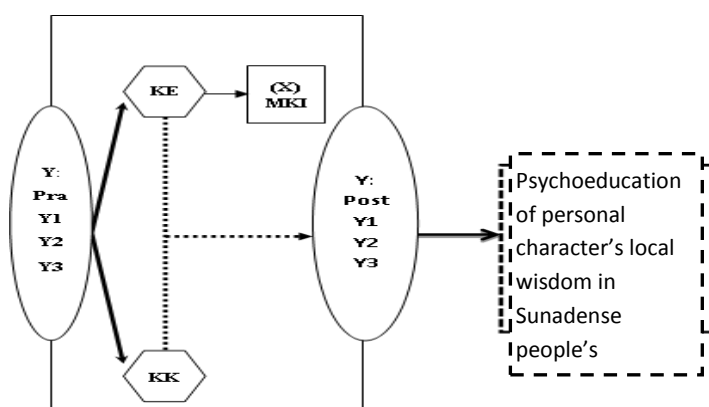 Y:
Pra
Y1
Y2
Y3
KE
(X)
MKI
KK
Y:
Post
Y1
Y2
Y3
Psychoeducation
of personal
character's local
wisdom in
Sunadense
people's